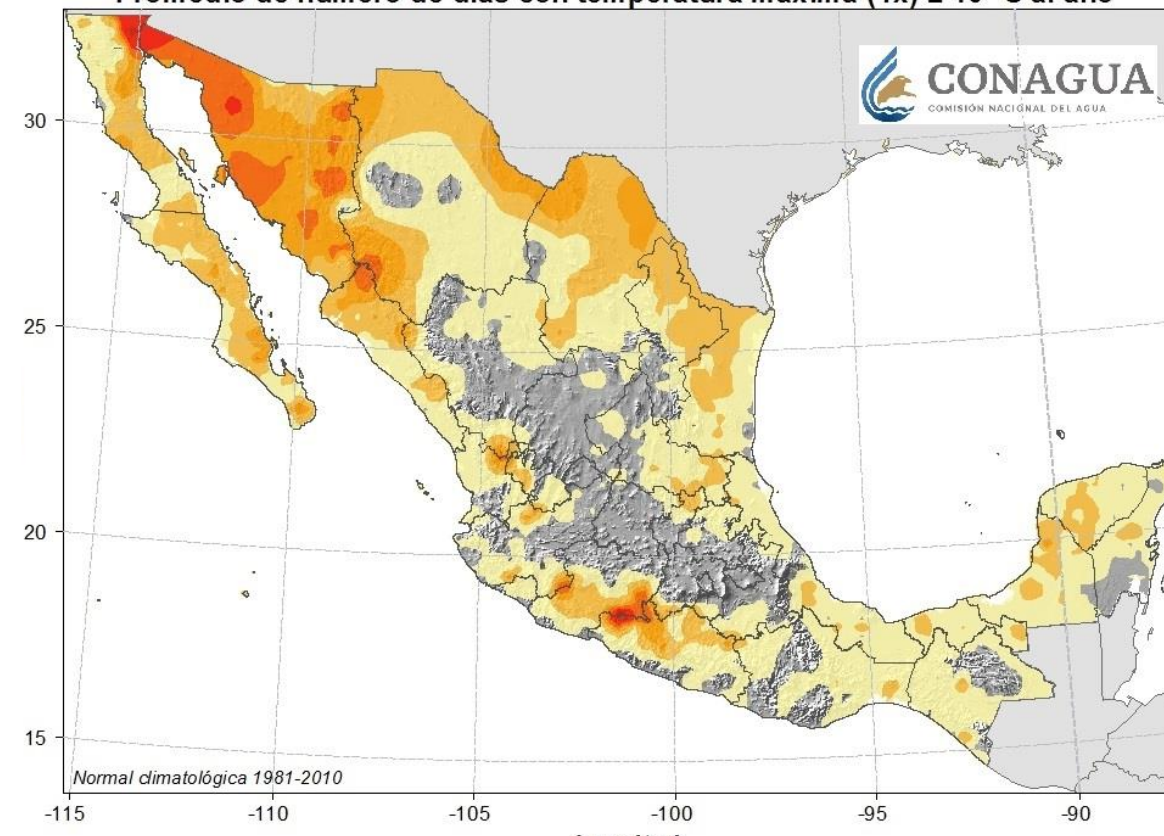 Promedio de número de días con temperatura máxima (Tx) ≥ 40 °C al año
CONAGUA
COMISIÓN NACIONAL DEL AGUA
30
25
20
15
Normal climatológica 1981-2010
-115
-110
-105
-100
-95
-90